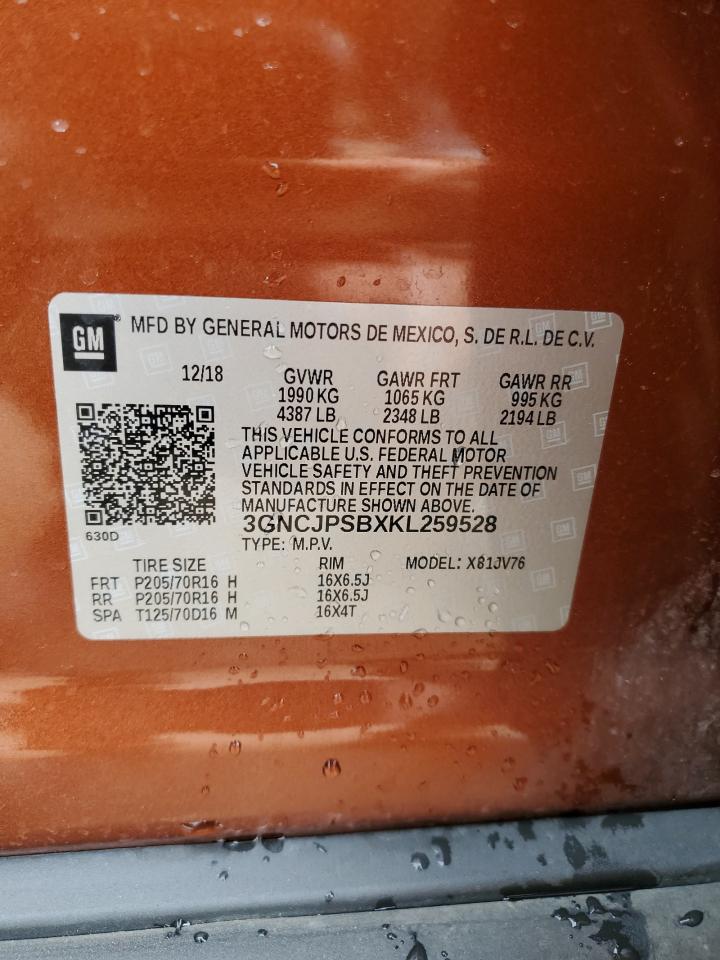 GM ® MFD BY GENERAL MOTORS DE MEXICO, S. DE R.L. DE C.V.
12/18 GVWR GAWR FRT GAWR RR
1990 KG 1065 KG 995 KG
4387 LB 2348 LB 2194 LB
THIS VEHICLE CONFORMS TO ALL
APPLICABLE U.S. FEDERAL MOTOR
VEHICLE SAFETY AND THEFT PREVENTION
STANDARDS IN EFFECT ON THE DATE OF
MANUFACTURE SHOWN ABOVE.
3GNCJPSBXKL259528
630D
TYPE: M.P.V.
TIRE SIZE RIM MODEL: X81JV76
FRT P205/70R16 H 16X6.5J
RR P205/70R16 H 16X6.5J
SPA T125/70D16 M 16X4T